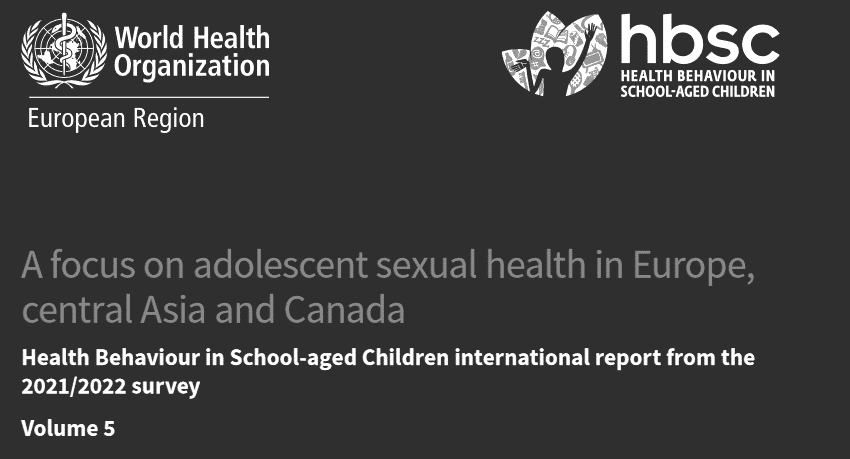 World Health
Organization
European Region
hbsc
HEALTH BEHAVIOUR IN
SCHOOL-AGED CHILDREN
A focus on adolescent sexual health in Europe,
central Asia and Canada
Health Behaviour in School-aged Children international report from the
2021/2022 survey
Volume 5